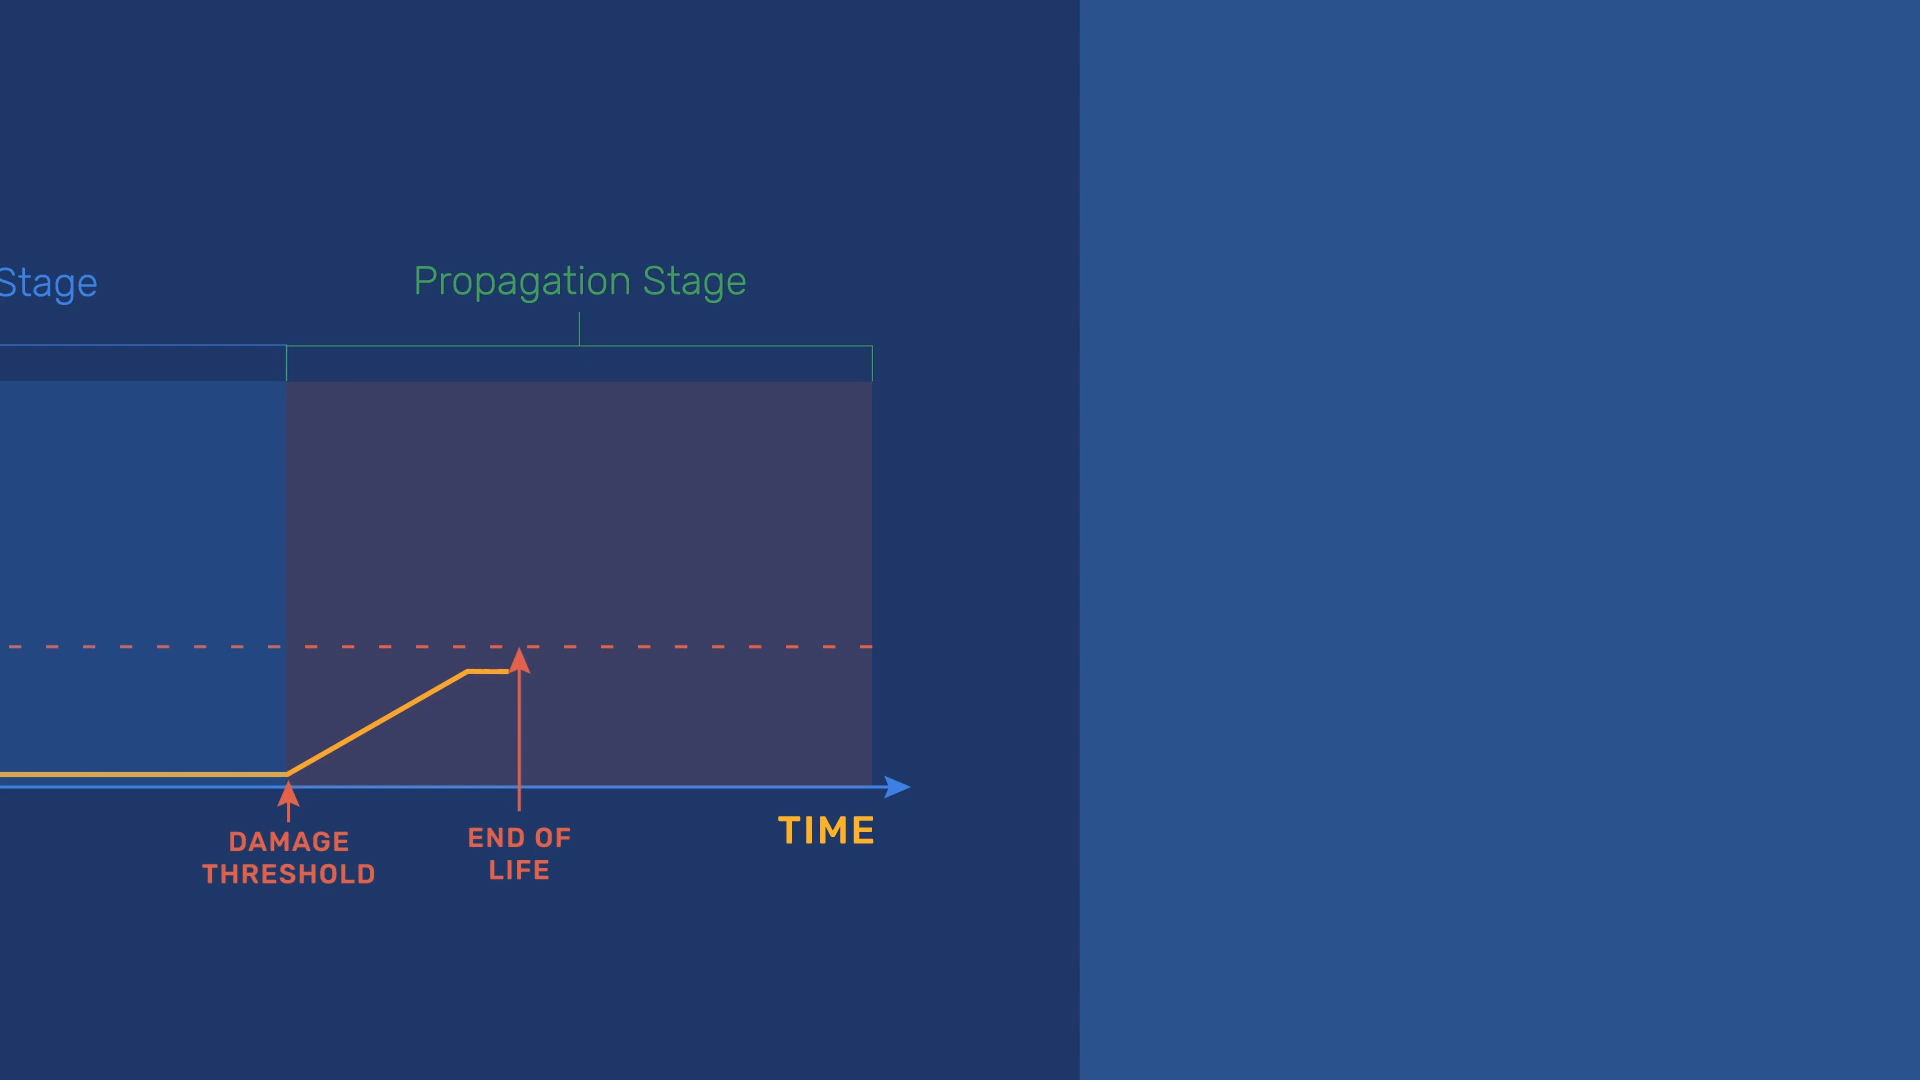 Stage
Propagation Stage
TIME
DAMAGE
THRESHOLD
END OF
LIFE